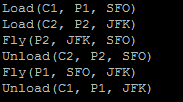 Load(C1, P1, SFO)
Load(C2, P2, JFK)
Fly(P2, JFK, SFO)
Unload(C2, P2, SFO)
Fly(P1, SFO, JFK)
Unload(C1, P1, JFK)